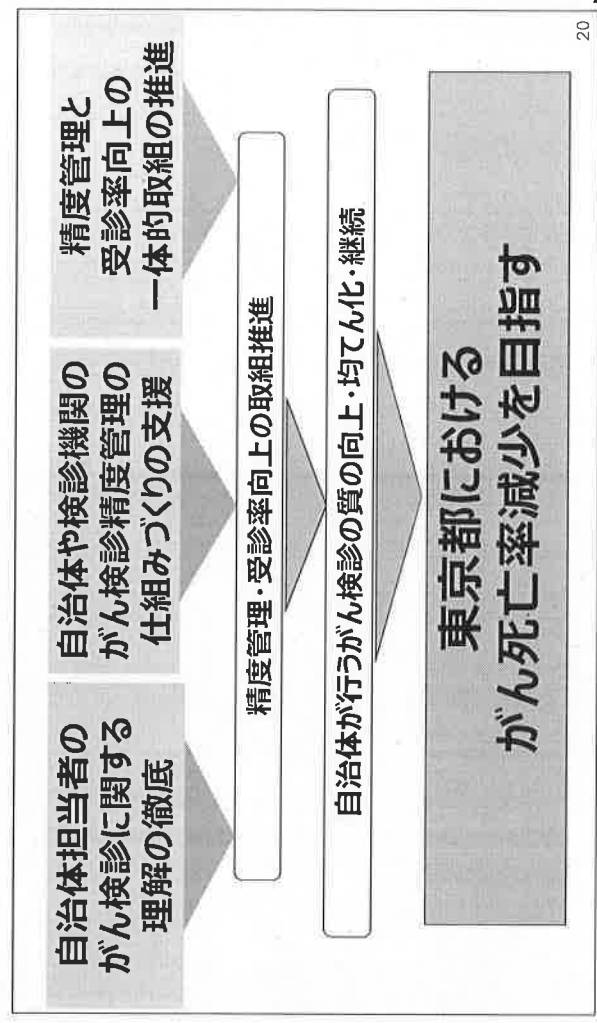 自治体担当者の
がん検診に関する
理解の徹底
自治体や検診機関の
がん検診精度管理の
仕組みづくりの支援
精度管理と
受診率向上の
一体的取組の推進
精度管理・受診率向上の取組推進
自治体が行うがん検診の質の向上・均てん化・継続
東京都における
がん死亡率減少を目指す
20